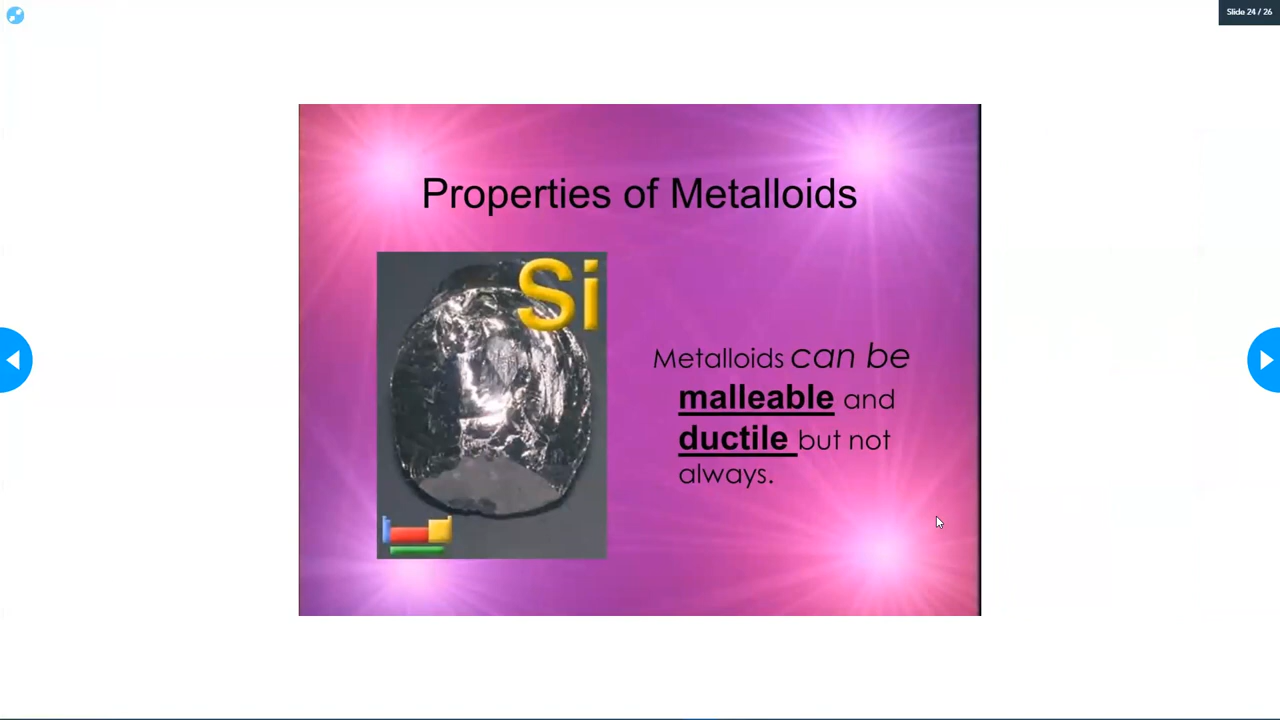 Slide 24 / 26
Properties of Metalloids
Si
Metalloids can be
malleable and
ductile but not
always.